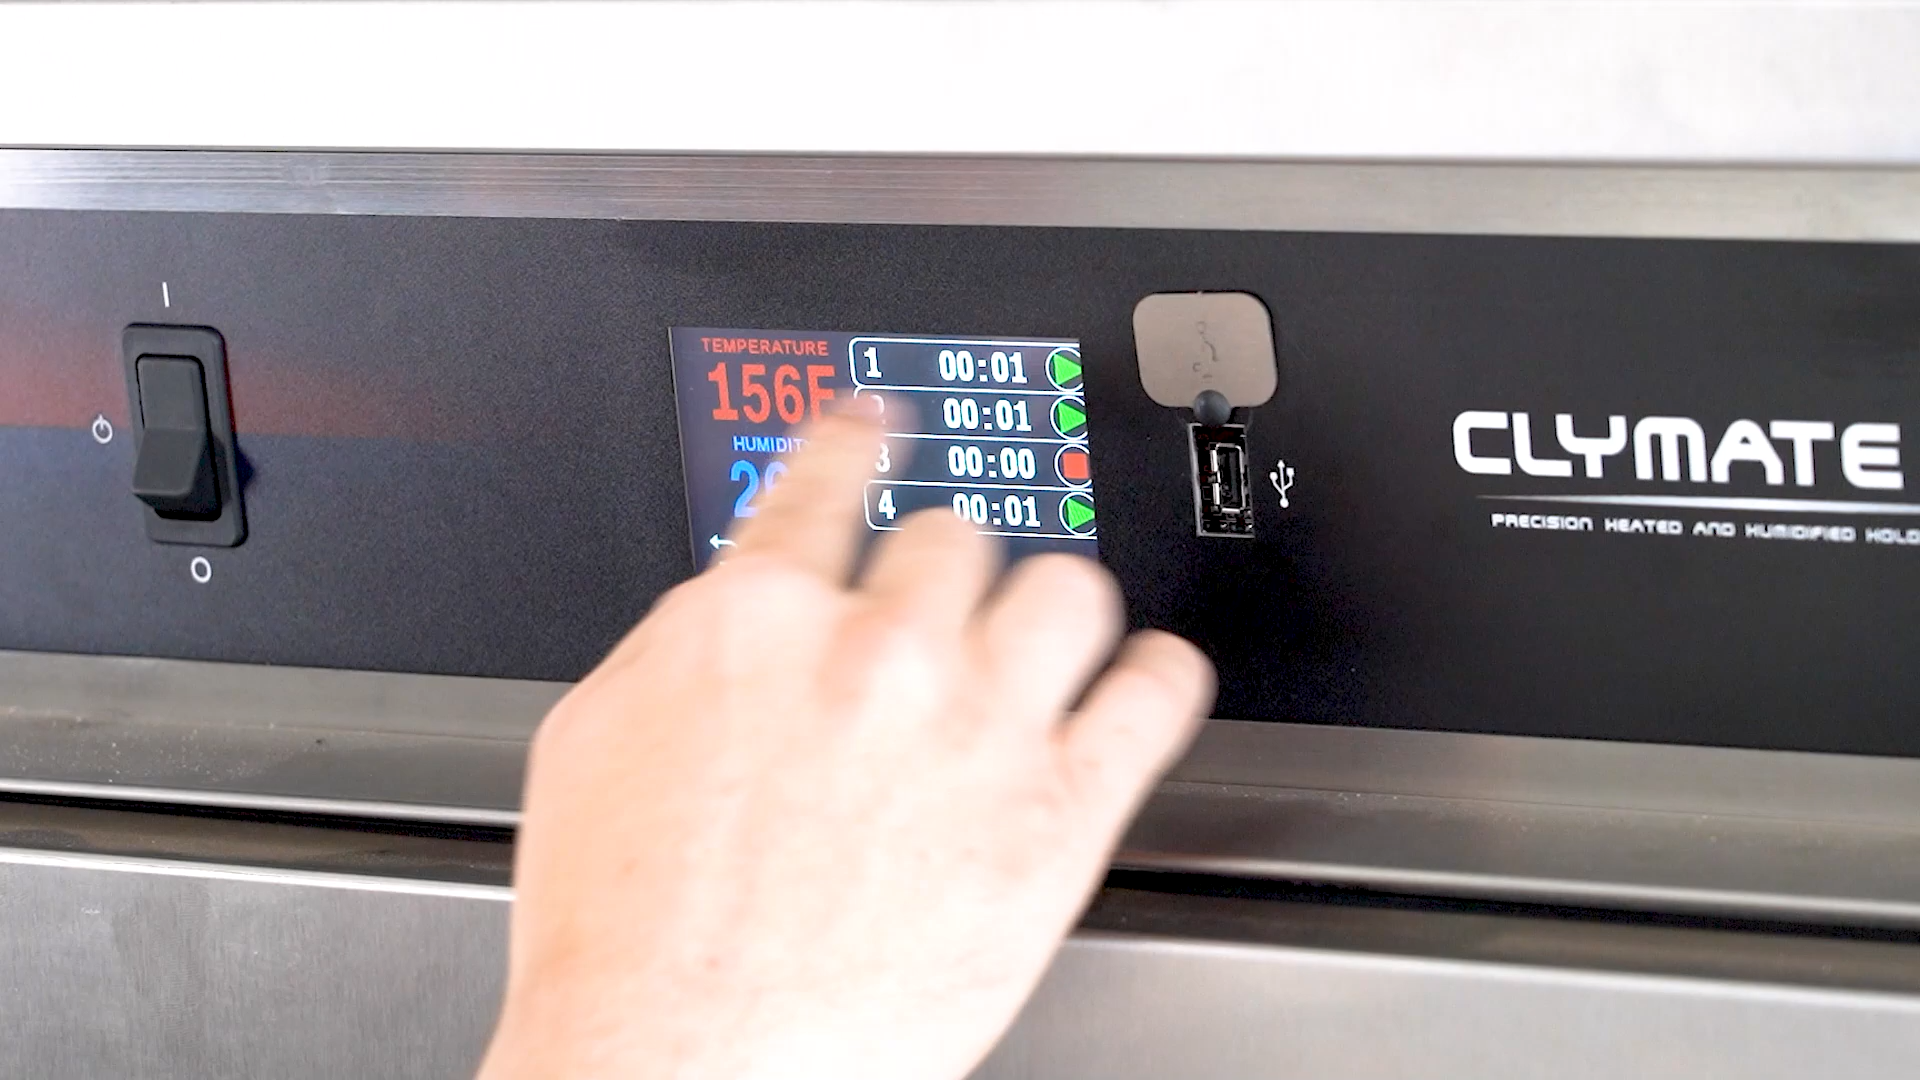 TEMPERATURE
156F
HUMIDITY
1 00:01
00:01
3 00:00
4 00:01
CLYMATE
PRECISION HEATED AND HUMIDIFIED